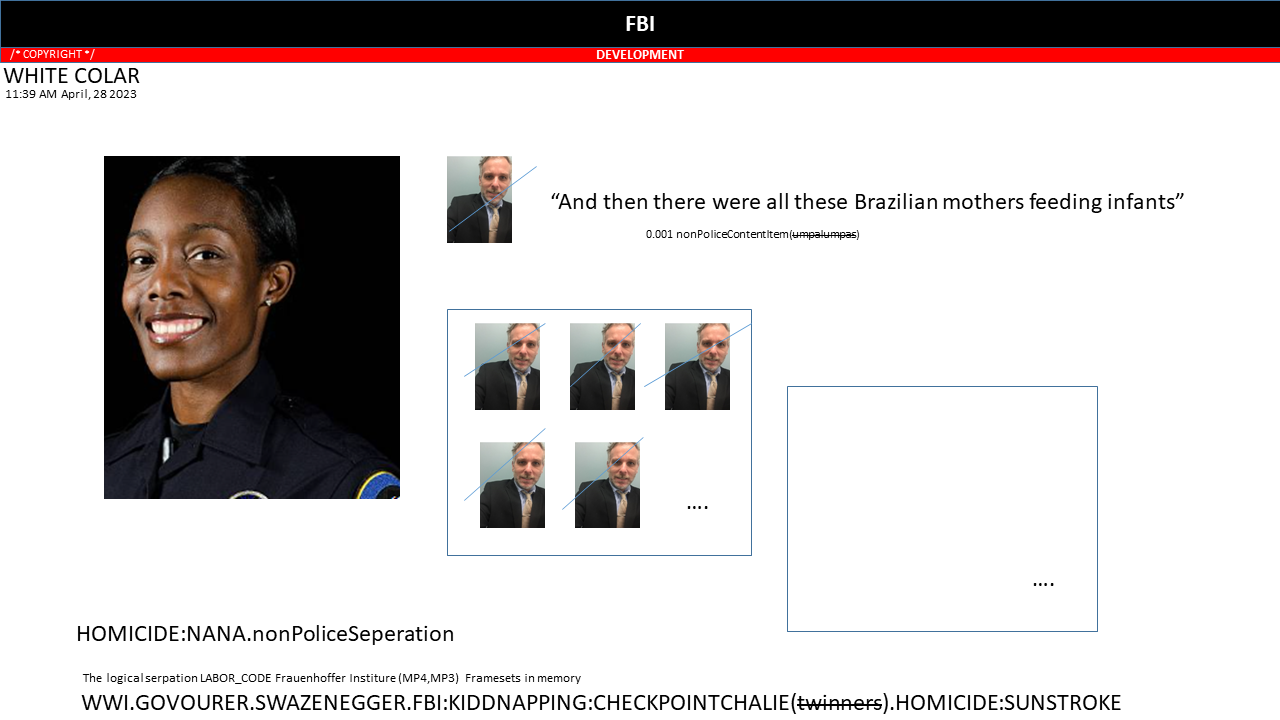 FBI
/* COPYRIGHT */
DEVELOPMENT
WHITE COLAR
11:39 AM April, 28 2023
“And then there were all these Brazilian mothers feeding infants”
0.001 nonPoliceContentItem(umpalumpas)
....
....
HOMICIDE:NANA.nonPoliceSeperation
The logical serpation LABOR_CODE Frauenhoffer Institure (MP4,MP3) Framesets in memory
WWI.GOVOURER.SWAZENEGGER.FBI:KIDDNAPPING:CHECKPOINTCHALIE(twinners).HOMICIDE:SUNSTROKE